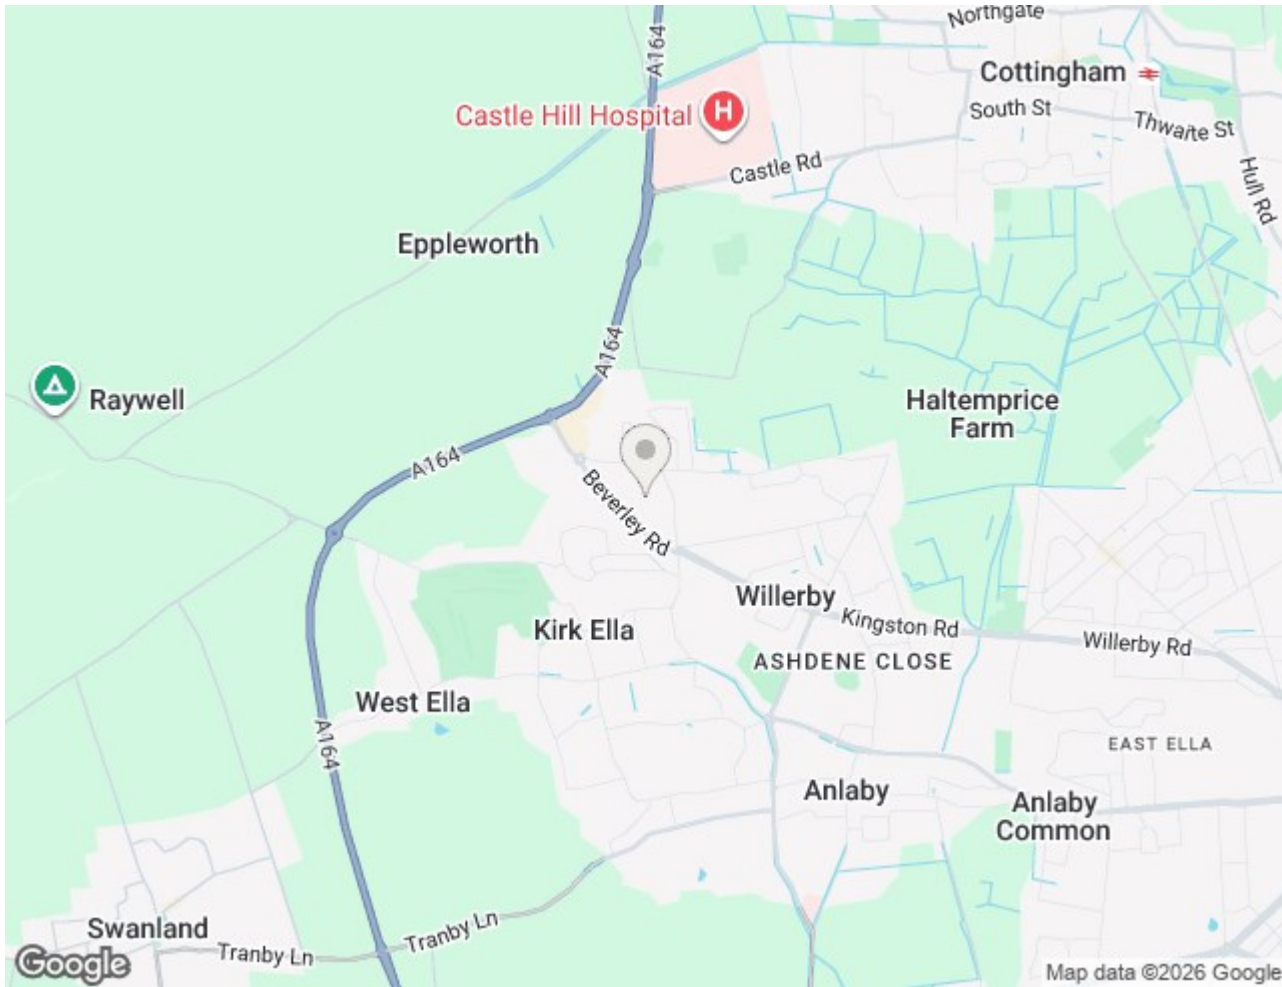 Northgate
A164
Cottingham
Castle Hill Hospital
H
South St
Thwaite St
Castle Rd
Hull Rd
Eppleworth
A164
Raywell
Haltemprice
Farm
A164
Beverley Rd
Willerby
Kingston Rd
Kirk Ella
Willerby Rd
ASHDENE CLOSE
West Ella
A164
EAST ELLA
Anlaby
Anlaby
Common
Swanland
Tranby Ln
Tranby Ln
Google
Map data ©2026 Google